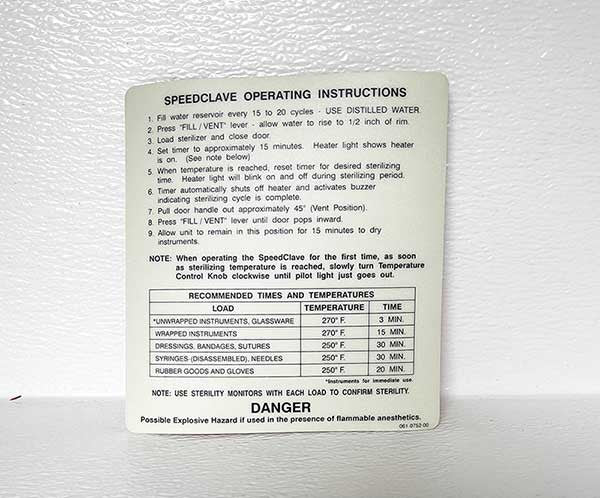 SPEEDCLAVE OPERATING INSTRUCTIONS
1. Fill water reservoir every 15 to 20 cycles - USE DISTILLED WATER.
2. Press "FILL / VENT" lever - allow water to rise to 1/2 inch of rim.
3. Load sterilizer and close door.
4. Set timer to approximately 15 minutes. Heater light shows heater
is on. (See note below)
5. When temperature is reached, reset timer for desired sterilizing
time. Heater light will blink on and off during sterilizing period.
6. Timer automatically shuts off heater and activates buzzer
indicating sterilizing cycle is complete.
7. Pull door handle out approximately 45° (Vent Position).
8. Press "FILL / VENT" lever until door pops inward.
9. Allow unit to remain in this position for 15 minutes to dry
instruments.
NOTE: When operating the SpeedClave for the first time, as soon
as sterilizing temperature is reached, slowly turn Temperature
Control Knob clockwise until pilot light just goes out.
RECOMMENDED TIMES AND TEMPERATURES
LOAD TEMPERATURE TIME
*UNWRAPPED INSTRUMENTS, GLASSWARE 270° F. 3 MIN.
WRAPPED INSTRUMENTS 270° F. 15 MIN.
DRESSINGS, BANDAGES, SUTURES 250° F. 30 MIN.
SYRINGES (DISASSEMBLED), NEEDLES 250° F. 30 MIN.
RUBBER GOODS AND GLOVES 250° F. 20 MIN.
*Instruments for immediate use.
NOTE: USE STERILITY MONITORS WITH EACH LOAD TO CONFIRM STERILITY.
DANGER
Possible Explosive Hazard if used in the presence of flammable anesthetics.
061-0752-00